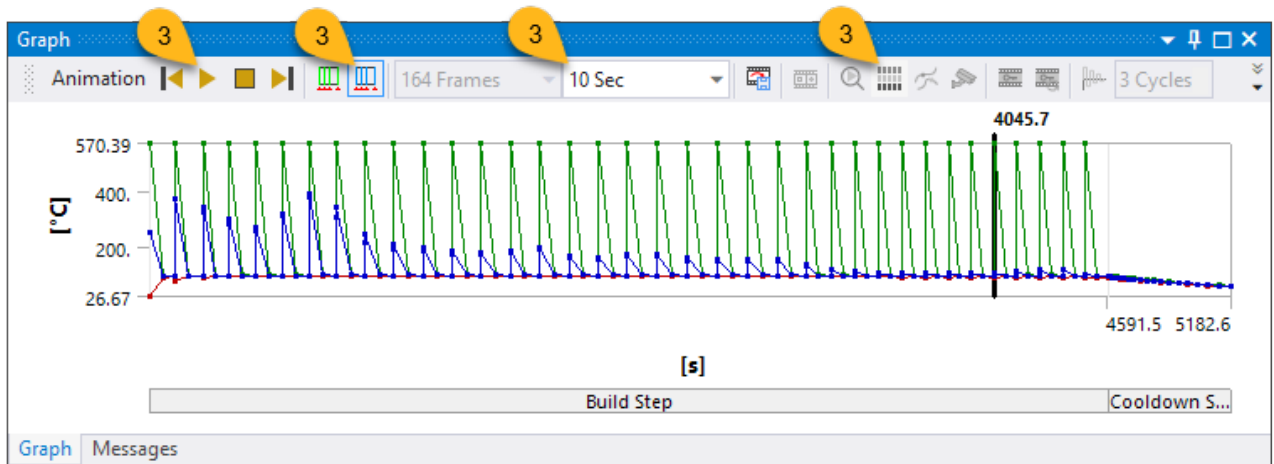 Graph
3 3 3 3
Animation 164 Frames 10 Sec 3 Cycles
4045.7
570.39
400.
[°C]
200.
26.67
4591.5 5182.6
[s]
Build Step Cooldown S...
Graph Messages